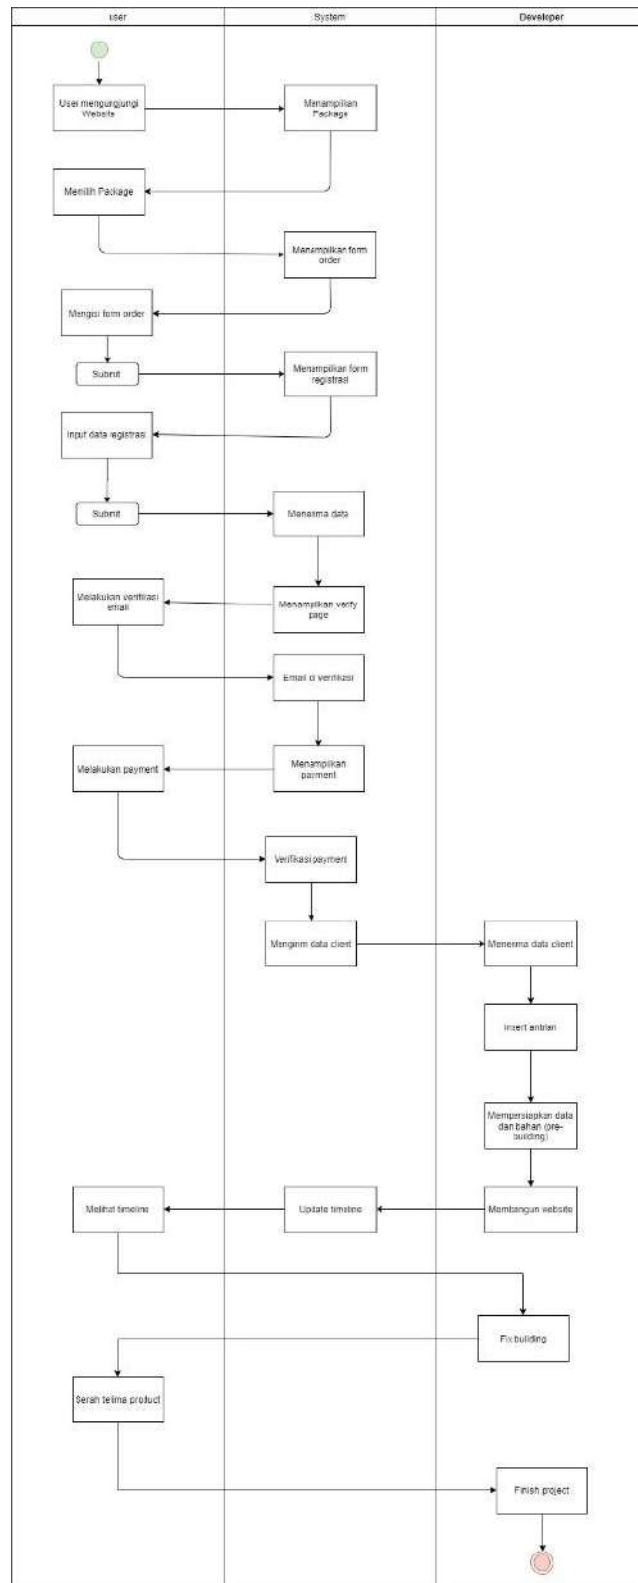 user
System
Developer
User mengungjungi
Website
Menampilkan
Package
Memilih Package
Menampilkan form
order
Mengisi form order
Submit
Menampilkan form
registrasi
Input data registrasi
Submit
Menerima data
Melakukan verifikasi
email
Menampilkan verify
page
Email di verifikasi
Melakukan payment
Menampilkan
payment
Verifikasi payment
Mengirim data client
Menerima data client
Insert antrian
Mempersiapkan data
dan bahan (pre-
building)
Melihat timeline
Update timeline
Membangun website
Fix building
Serah terima product
Finish project